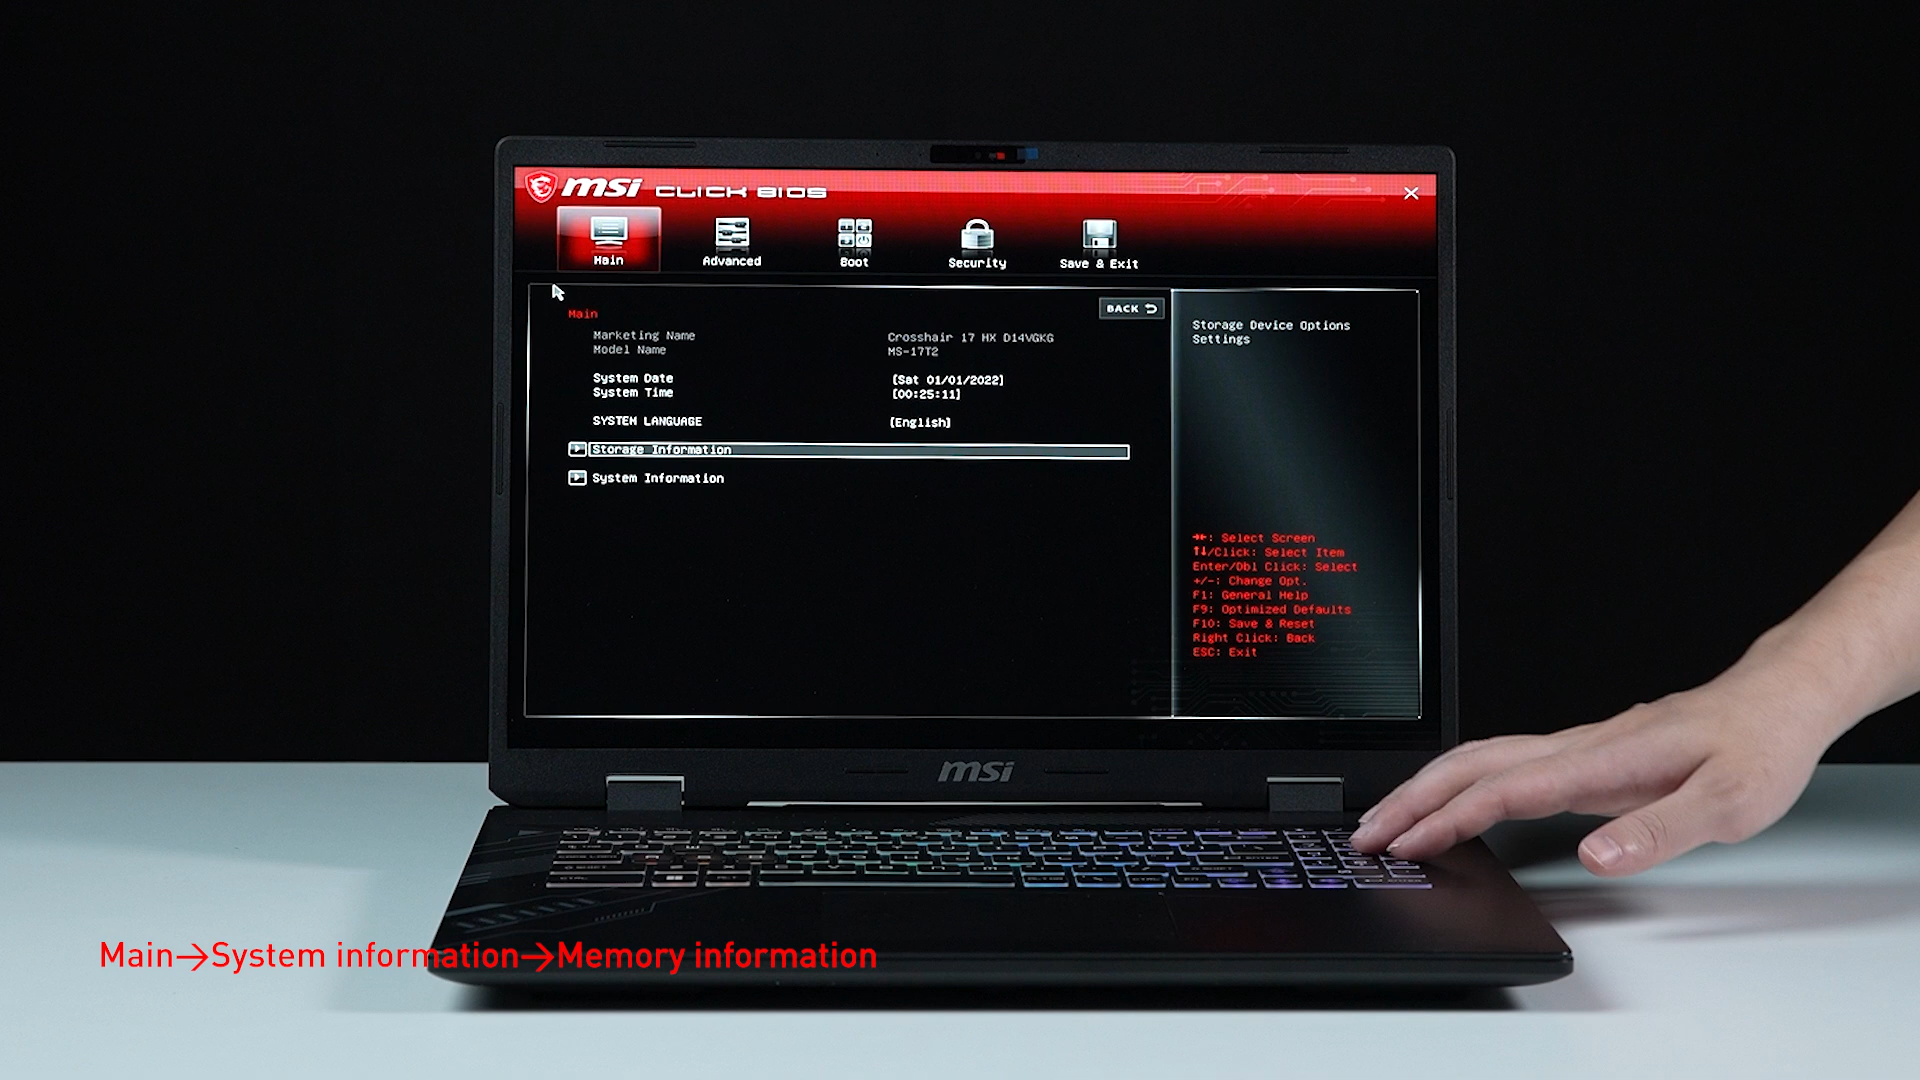 msi CLICK BIOS
Main
Advanced
Boot
Security
Save & Exit
BACK
Main
Marketing Name Crosshair 17 HX D14VGKG
Model Name MS-17T2
System Date [Sat 01/01/2022]
System Time [00:25:11]
SYSTEM LANGUAGE [English]
Storage Information
System Information
Storage Device Options
Settings
→←: Select Screen
↑↓/Click: Select Item
Enter/Dbl Click: Select
+/-: Change Opt.
F1: General Help
F9: Optimized Defaults
F10: Save & Reset
Right Click: Back
ESC: Exit
msi
Main→System information→Memory information